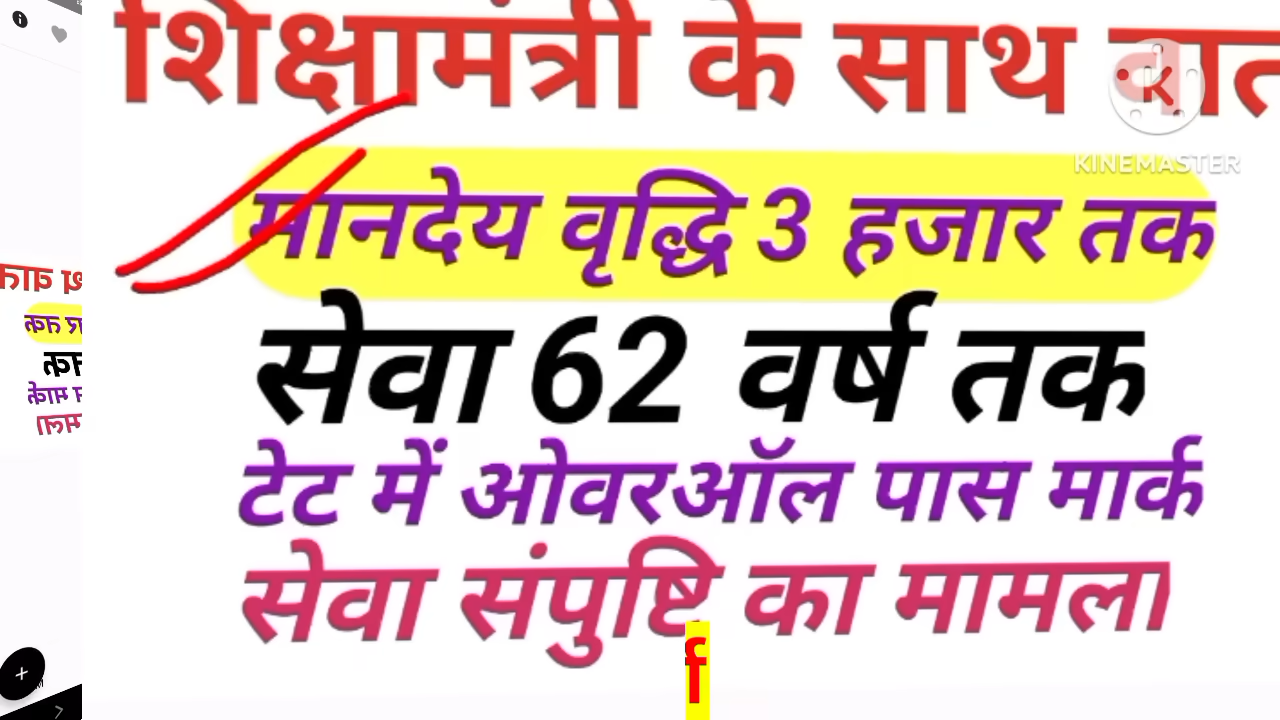 शिक्षामंत्री के साथ वात
KINEMASTER
मानदेय वृद्धि 3 हजार तक
सेवा 62 वर्ष तक
टेट में ओवरऑल पास मार्क
सेवा संपुष्टि का मामला
f